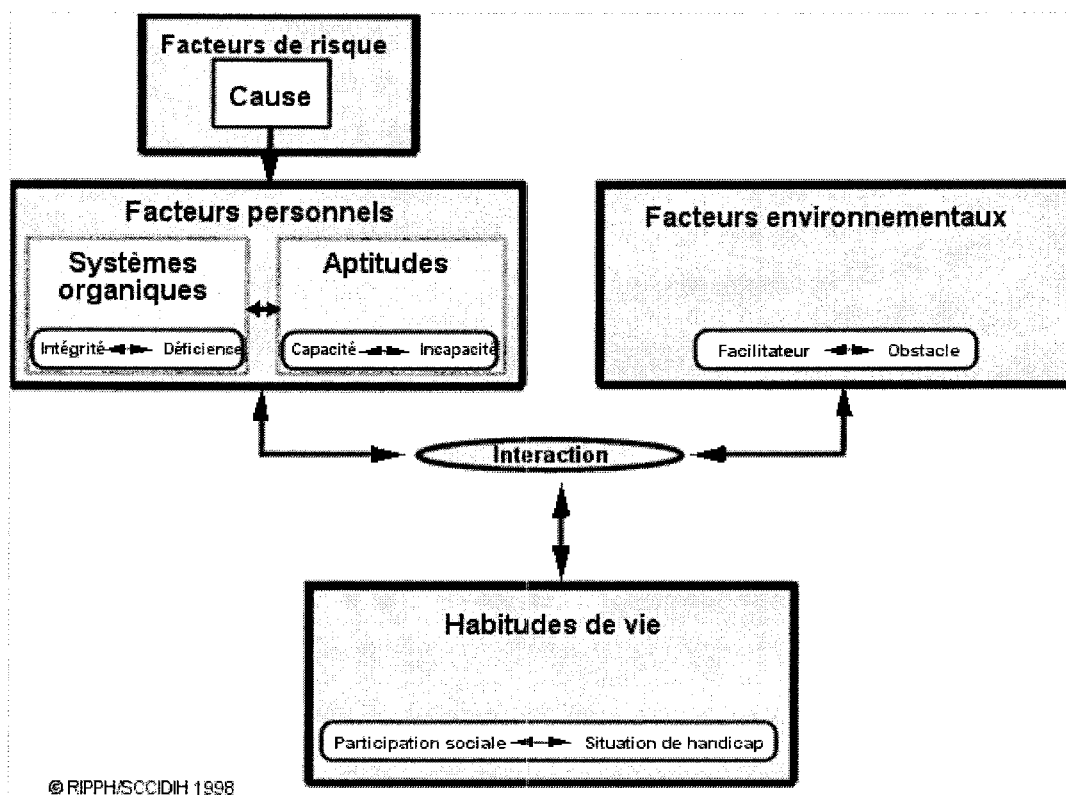 Facteurs de risque
Cause
Facteurs personnels
Systèmes
organiques
Intégrité Déficience
Aptitudes
Capacité Incapacité
Facteurs environnementaux
Facilitateur Obstacle
Interaction
Habitudes de vie
Participation sociale Situation de handicap
© RIPPH/SCCIDIH 1998